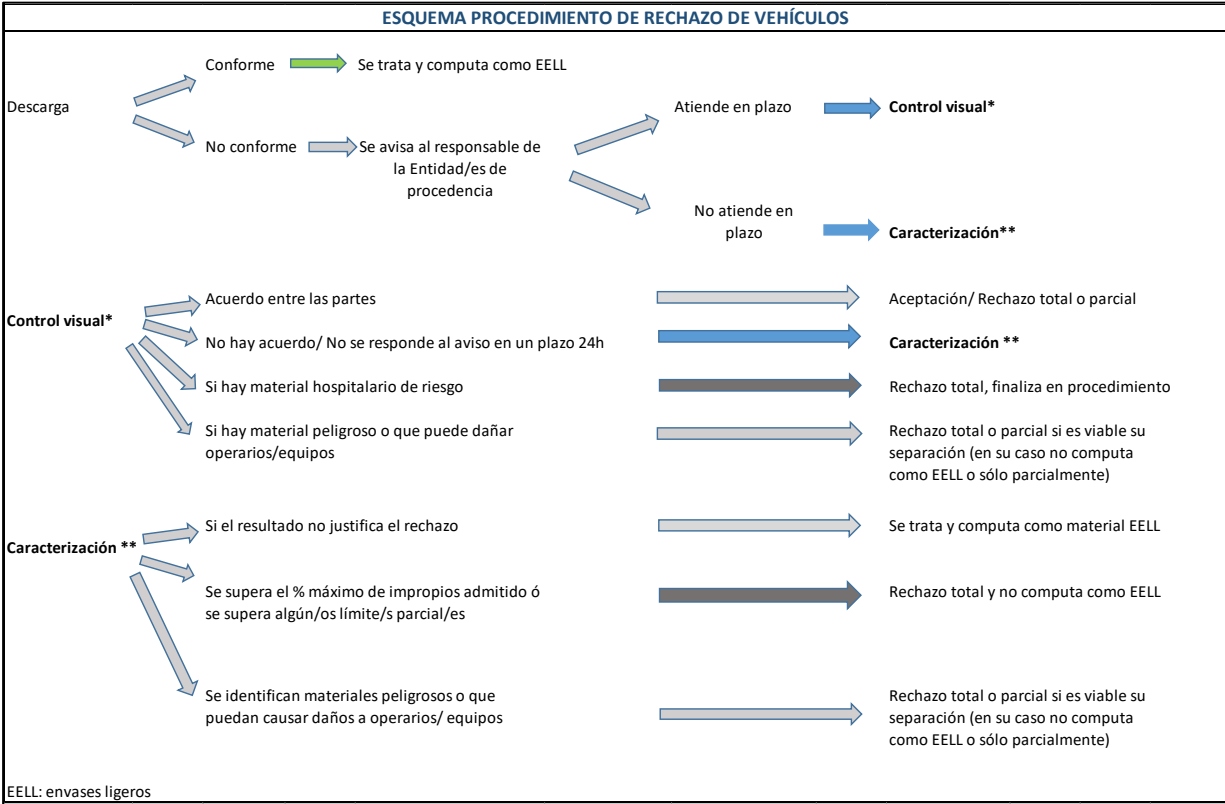 ESQUEMA PROCEDIMIENTO DE RECHAZO DE VEHÍCULOS
Conforme
Se trata y computa como EELL
Descarga
Atiende en plazo
Control visual*
No conforme
Se avisa al responsable de
la Entidad/es de
procedencia
No atiende en
plazo
Caracterización**
Control visual*
Acuerdo entre las partes
Aceptación/ Rechazo total o parcial
No hay acuerdo/ No se responde al aviso en un plazo 24h
Caracterización **
Si hay material hospitalario de riesgo
Rechazo total, finaliza en procedimiento
Si hay material peligroso o que puede dañar
operarios/equipos
Rechazo total o parcial si es viable su
separación (en su caso no computa
como EELL o sólo parcialmente)
Caracterización **
Si el resultado no justifica el rechazo
Se trata y computa como material EELL
Se supera el % máximo de impropios admitido ó
se supera algún/os límite/s parcial/es
Rechazo total y no computa como EELL
Se identifican materiales peligrosos o que
puedan causar daños a operarios/ equipos
Rechazo total o parcial si es viable su
separación (en su caso no computa
como EELL o sólo parcialmente)
EELL: envases ligeros